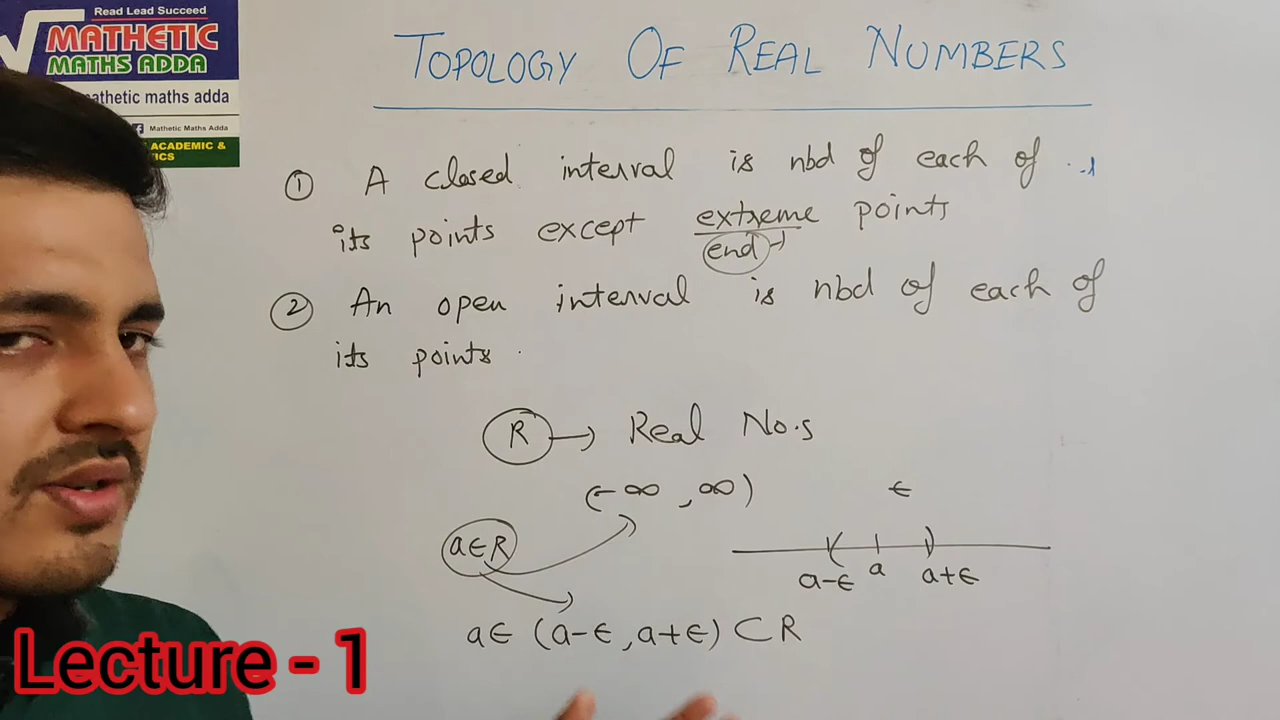 Read Lead Succeed
MATHETIC
MATHS ADDA
mathetic maths adda
Mathetic Maths Adda
ACADEMIC &
TOPOLOGY OF REAL NUMBERS
① A closed interval is nbd of each of
its points except extreme points
end
② An open interval is nbd of each of
its points.
R → Real No.s
(-∞, ∞)
ϵ
a∈R
a-ϵ a a+ϵ
a∈ (a-ϵ, a+ϵ) ⊂ R
Lecture - 1